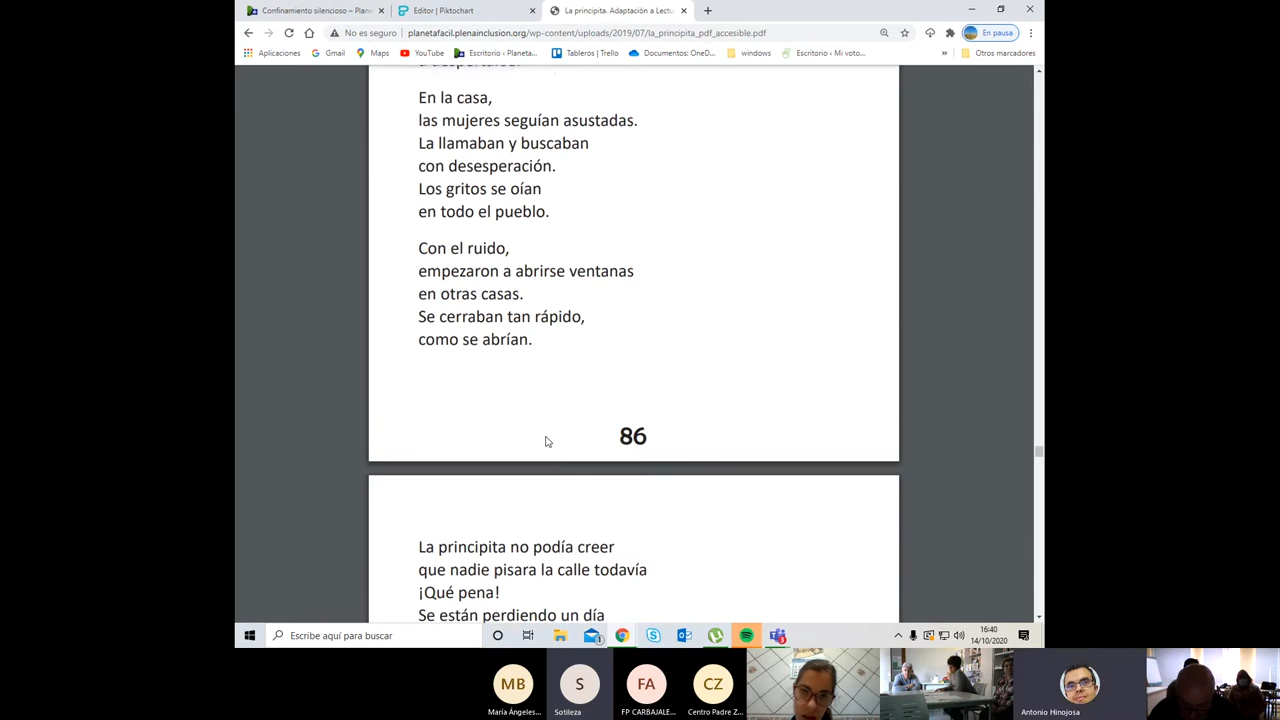 Confinamiento silencioso – Plane
Editor | Piktochart
La principita. Adaptación a Lectu
No es seguro
planetafacil.plenainclusion.org/wp-content/uploads/2019/07/la_principita_pdf_accesible.pdf
En pausa
Aplicaciones
Gmail
Maps
YouTube
Escritorio ‹ Planeta...
Tableros | Trello
Documentos: OneD...
windows
Escritorio ‹ Mi voto...
»
Otros marcadores
En la casa,
las mujeres seguían asustadas.
La llamaban y buscaban
con desesperación.
Los gritos se oían
en todo el pueblo.
Con el ruido,
empezaron a abrirse ventanas
en otras casas.
Se cerraban tan rápido,
como se abrían.
86
La principita no podía creer
que nadie pisara la calle todavía
¡Qué pena!
Se están perdiendo un día
Escribe aquí para buscar
16:40
14/10/2020
MB
María Ángeles...
S
Sotileza
FA
FP CARBAJALE...
CZ
Centro Padre Z...
Antonio Hinojosa